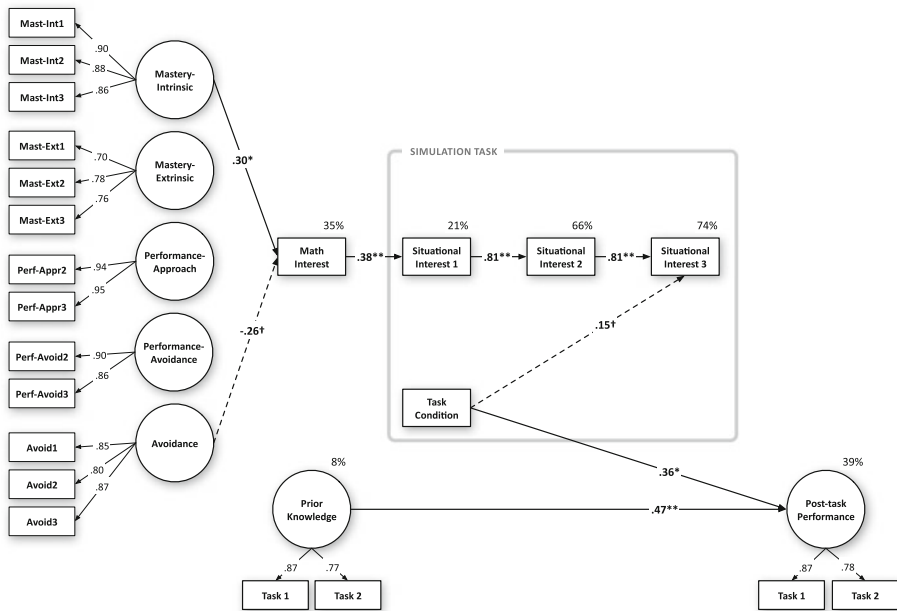 Mast-Int1
.90
Mast-Int2
.88
Mast-Int3
.86
Mastery-
Intrinsic
Mast-Ext1
.70
Mast-Ext2
.78
Mast-Ext3
.76
Mastery-
Extrinsic
Perf-Appr2
.94
Perf-Appr3
.95
Performance-
Approach
Perf-Avoid2
.90
Perf-Avoid3
.86
Performance-
Avoidance
Avoid1
.85
Avoid2
.80
Avoid3
.87
Avoidance
.30*
-.26†
35%
Math
Interest
.38**
SIMULATION TASK
21%
Situational
Interest 1
.81**
66%
Situational
Interest 2
.81**
74%
Situational
Interest 3
.15†
Task
Condition
.36*
8%
Prior
Knowledge
.47**
39%
Post-task
Performance
.87
.77
Task 1
Task 2
.87
.78
Task 1
Task 2